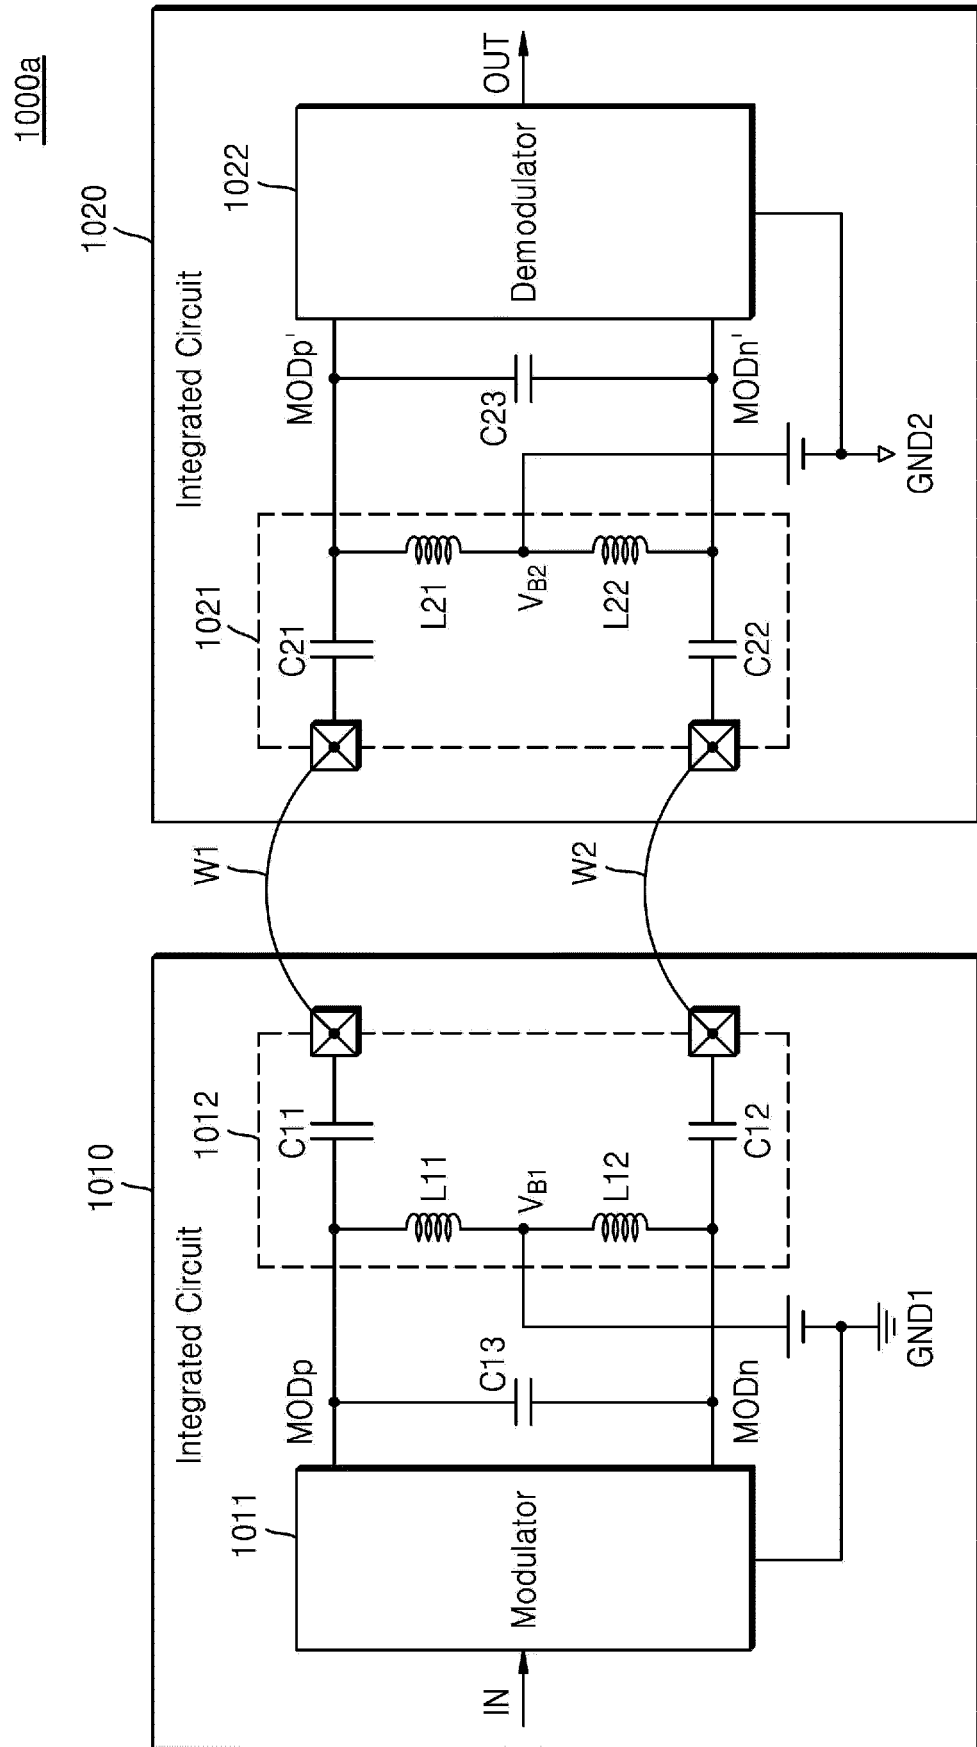 1000a
1010
1020
Integrated Circuit
Integrated Circuit
1011
1012
1021
1022
W1
MODp
C11
C21
MODp'
L11
L21
IN
Modulator
C13
VB1
VB2
C23
Demodulator
OUT
L12
L22
W2
MODn
C12
C22
MODn'
GND1
GND2